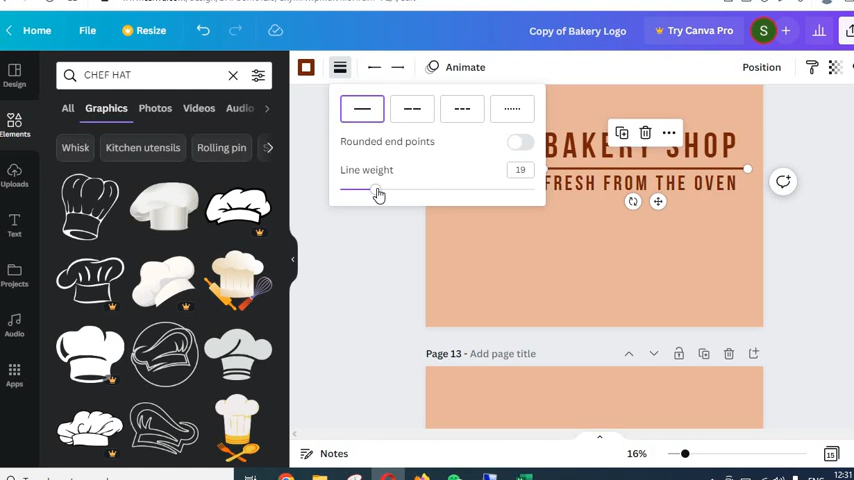 Home
File
Resize
Copy of Bakery Logo
Try Canva Pro
S
Design
Elements
Uploads
Text
Projects
Audio
Apps
CHEF HAT
All
Graphics
Photos
Videos
Audio
Whisk
Kitchen utensils
Rolling pin
Animate
Position
Rounded end points
Line weight
19
BAKERY SHOP
FRESH FROM THE OVEN
Page 13 - Add page title
Notes
16%
15
12:31